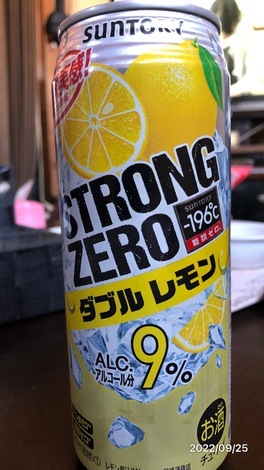 SUNTORY
実感!
STRONG
ZERO
SUNTORY
-196℃
糖類ゼロ
ダブルレモン
ALC.
アルコール分
9%
お酒
2022/09/25